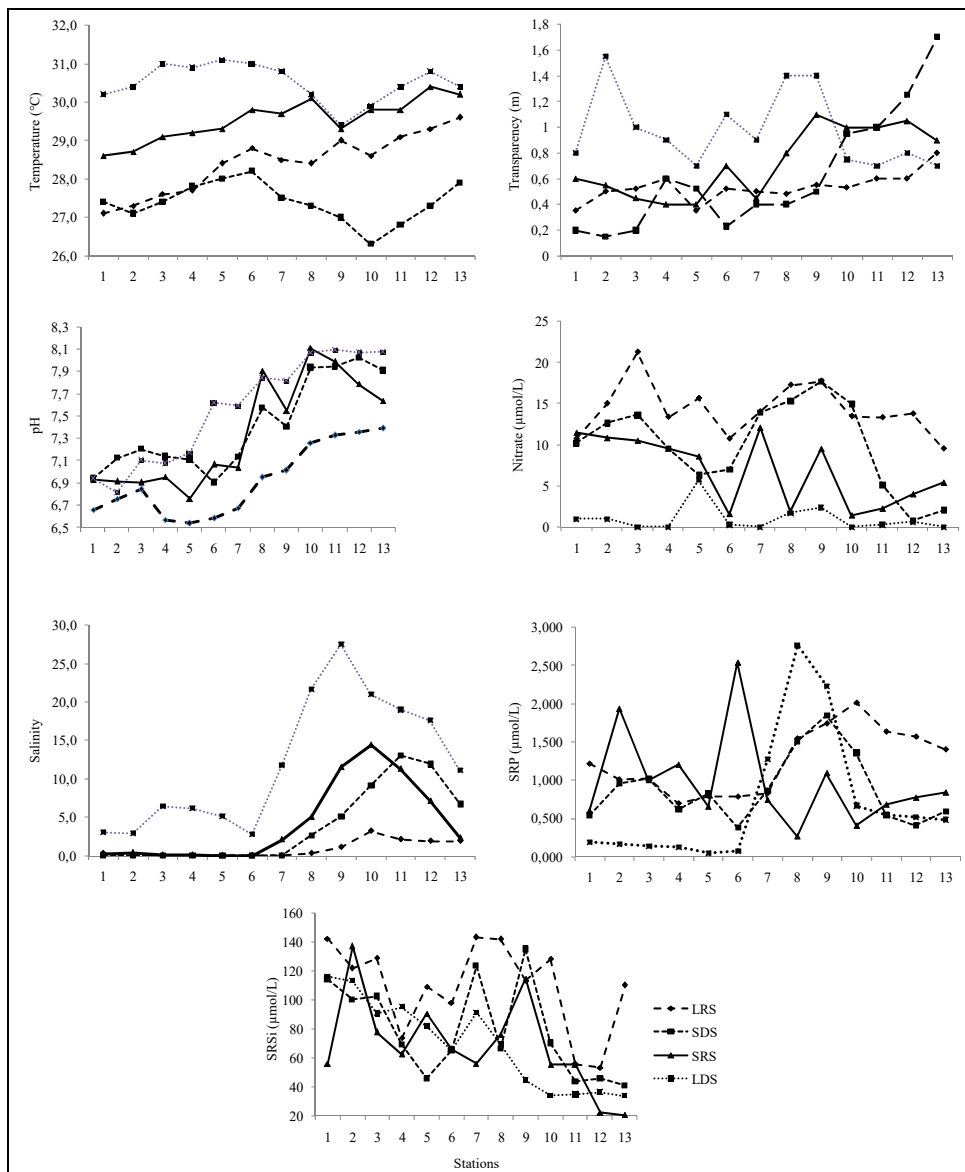 32,0
31,0
30,0
29,0
28,0
27,0
26,0
Temperature (°C)
1 2 3 4 5 6 7 8 9 10 11 12 13
1,8
1,6
1,4
1,2
1
0,8
0,6
0,4
0,2
0
Transparency (m)
1 2 3 4 5 6 7 8 9 10 11 12 13
8,3
8,1
7,9
7,7
7,5
7,3
7,1
6,9
6,7
6,5
pH
1 2 3 4 5 6 7 8 9 10 11 12 13
25
20
15
10
5
0
Nitrate (µmol/L)
1 2 3 4 5 6 7 8 9 10 11 12 13
30,0
25,0
20,0
15,0
10,0
5,0
0,0
Salinity
1 2 3 4 5 6 7 8 9 10 11 12 13
3,000
2,500
2,000
1,500
1,000
0,500
0,000
SRP (µmol/L)
1 2 3 4 5 6 7 8 9 10 11 12 13
160
140
120
100
80
60
40
20
SRSi (µmol/L)
1 2 3 4 5 6 7 8 9 10 11 12 13
Stations
LRS
SDS
SRS
LDS